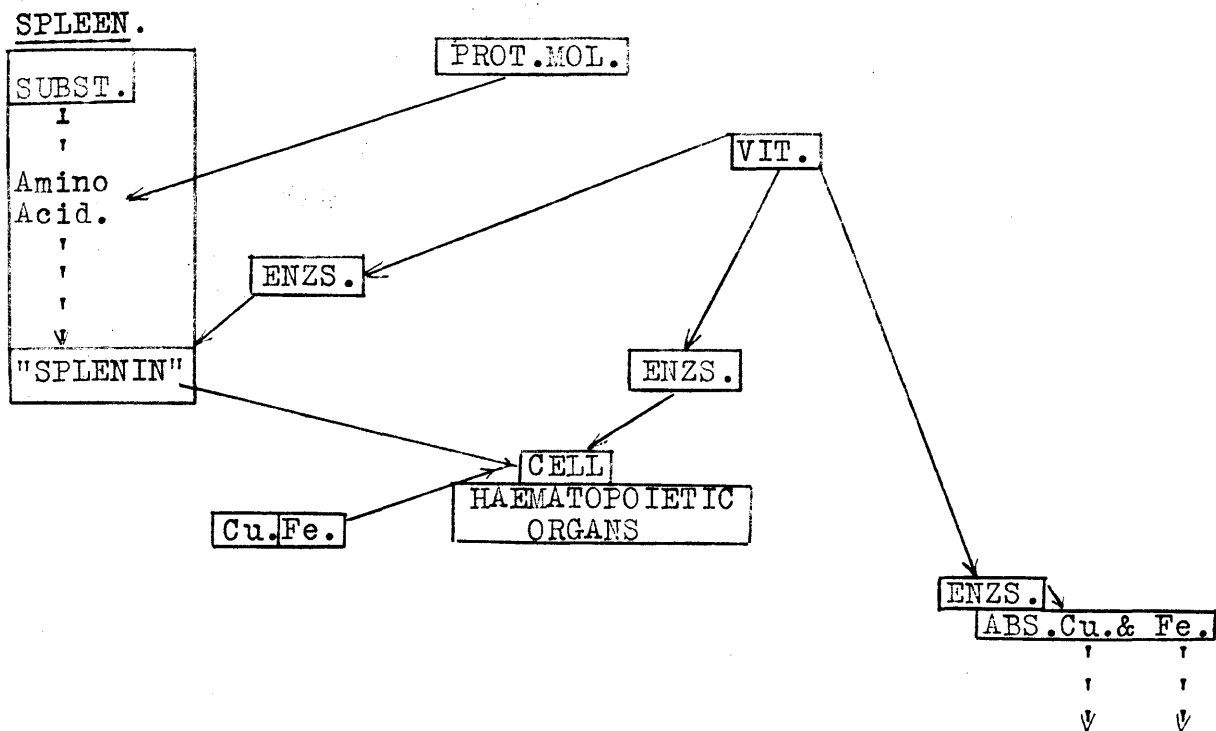 SPLEEN.
PROT.MOL.
SUBST.
VIT.
Amino
Acid.
ENZS.
"SPLENIN"
ENZS.
CELL
HAEMATOPOIETIC
ORGANS
Cu.Fe.
ENZS.
ABS.Cu.& Fe.